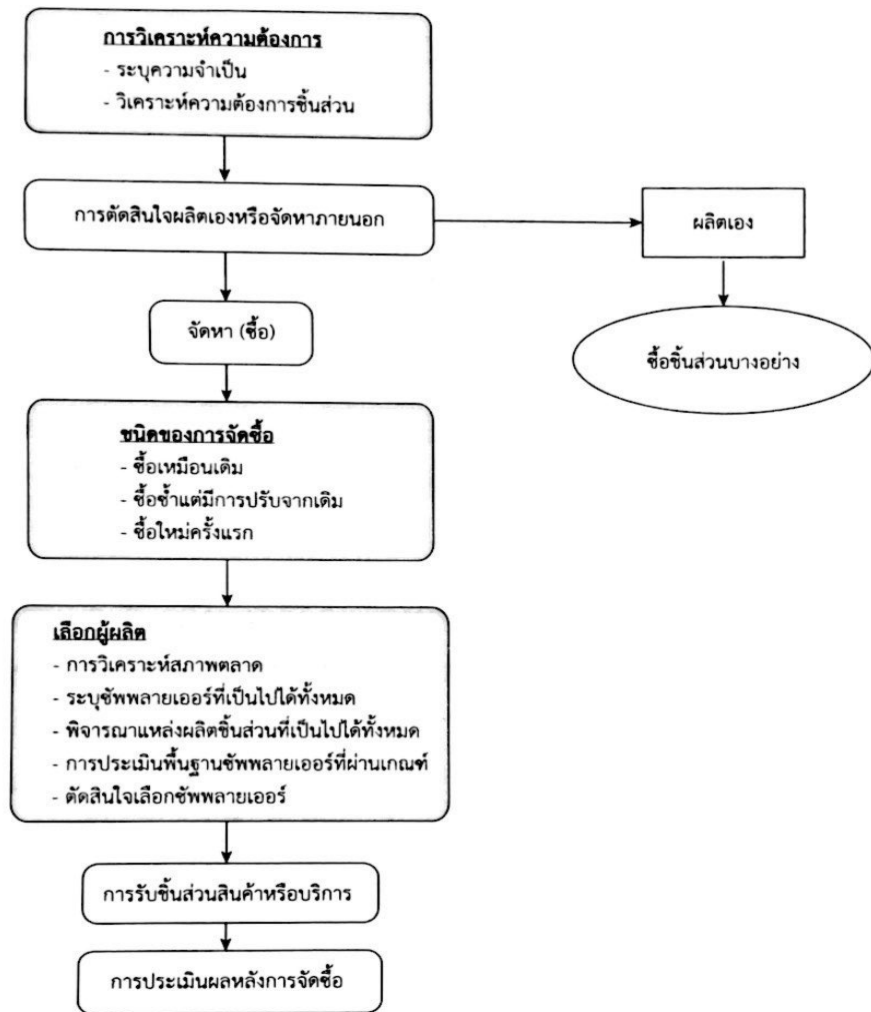 การวิเคราะห์ความต้องการ
- ระบุความจำเป็น
- วิเคราะห์ความต้องการชิ้นส่วน
การตัดสินใจผลิตเองหรือจัดหาภายนอก
ผลิตเอง
จัดหา (ซื้อ)
ซื้อชิ้นส่วนบางอย่าง
ชนิดของการจัดซื้อ
- ซื้อเหมือนเดิม
- ซื้อซ้ำแต่มีการปรับจากเดิม
- ซื้อใหม่ครั้งแรก
เลือกผู้ผลิต
- การวิเคราะห์สภาพตลาด
- ระบุซัพพลายเออร์ที่เป็นไปได้ทั้งหมด
- พิจารณาแหล่งผลิตชิ้นส่วนที่เป็นไปได้ทั้งหมด
- การประเมินพื้นฐานซัพพลายเออร์ที่ผ่านเกณฑ์
- ตัดสินใจเลือกซัพพลายเออร์
การรับชิ้นส่วนสินค้าหรือบริการ
การประเมินผลหลังการจัดซื้อ